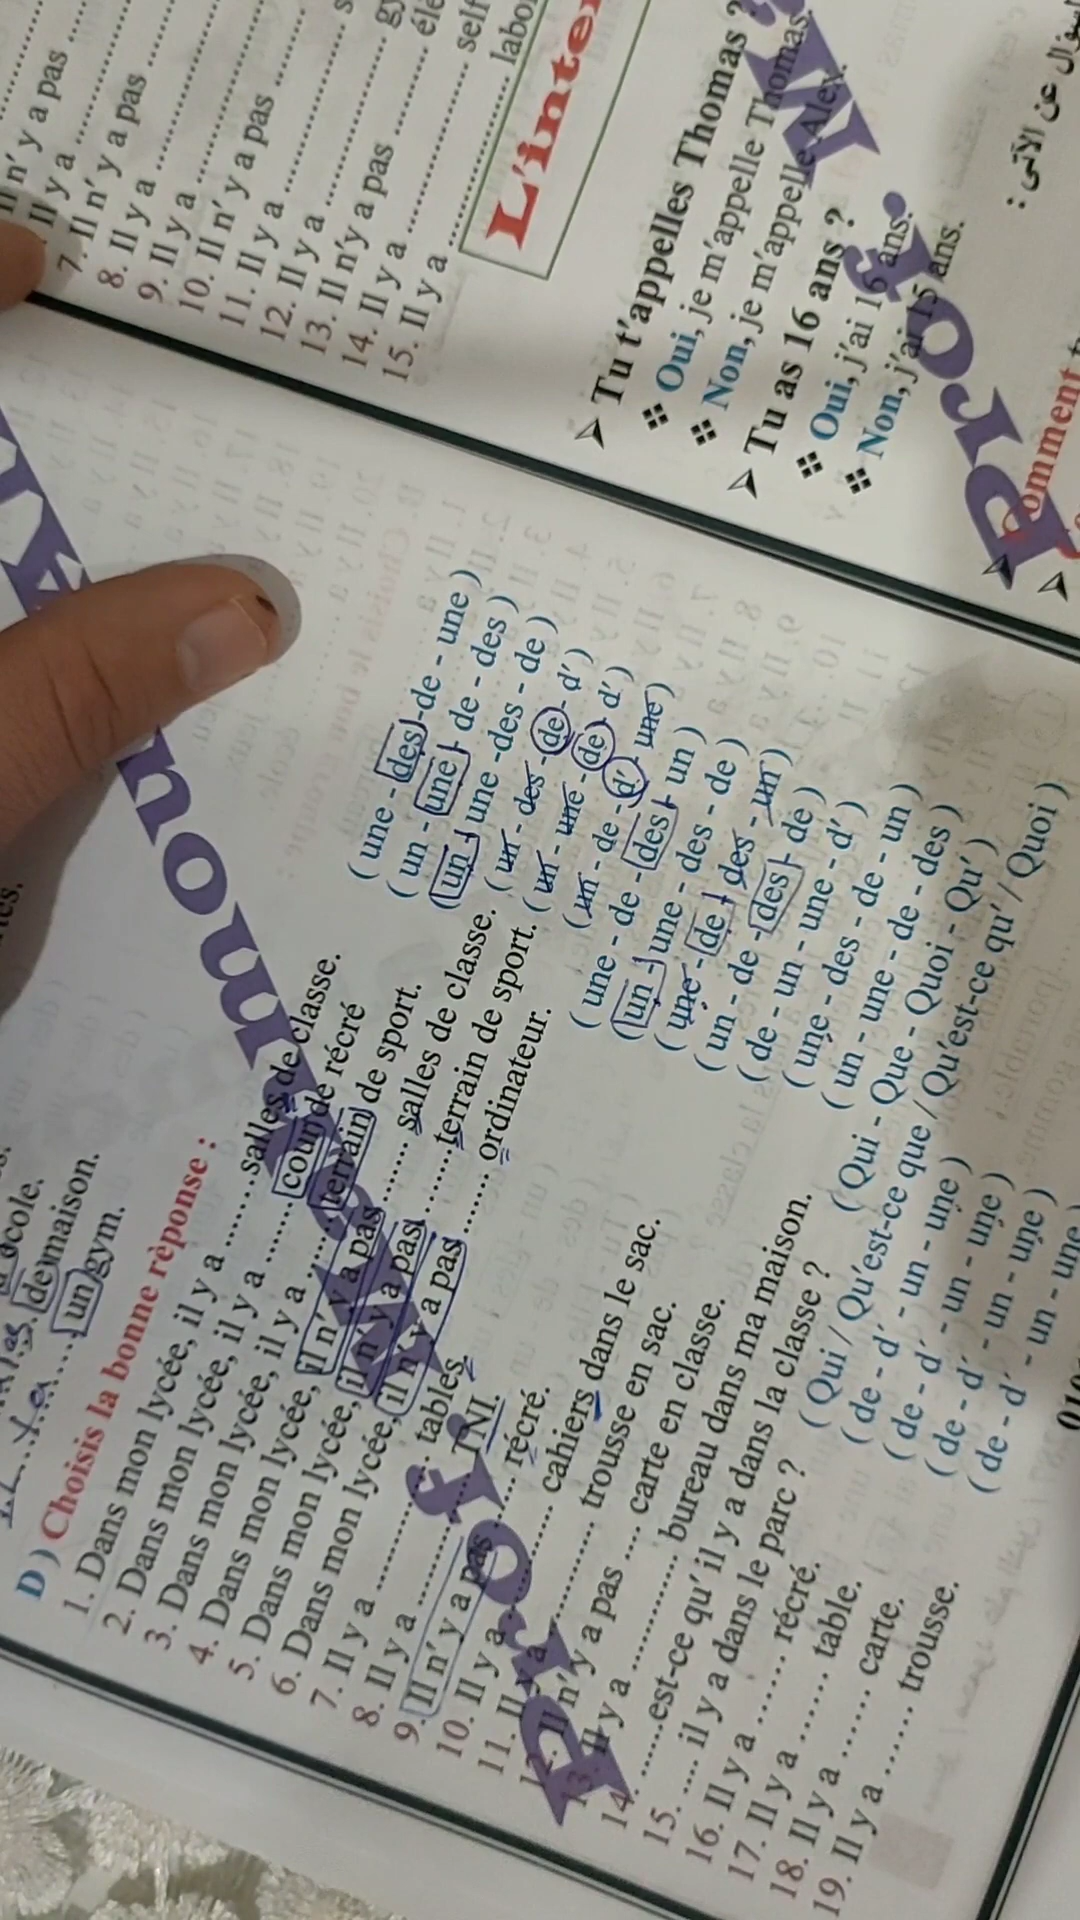 acole.
de maison.
un gym.
D ) Choisis la bonne rèponse :
1. Dans mon lycée, il y a ........salles de classe. ( une - des -de - une )
2. Dans mon lycée, il y a ........ cour de récré ( un - une - de - des )
3. Dans mon lycée, il y a ........ terrain de sport. ( un - une -des - de )
4. Dans mon lycée, il n'y a pas ........ salles de classe. ( un - des - de - d' )
5. Dans mon lycée, il n'y a pas ........terrain de sport. ( un - une - de - d' )
6. Dans mon lycée, il n'y a pas ........ ordinateur. ( un - de - d' - une )
7. Il y a ................ tables. ( une - de - des - un )
8. Il y a ................ TNI. ( un - une - des - de )
9. Il n'y a pas ........ récré. ( une - de - des - un )
10. Il y a ................ cahiers dans le sac. ( un - de - des - de )
11. Il y a ................ trousse en sac. ( de - un - une - d' )
12. Il n'y a pas .... carte en classe. ( une - des - de - un )
13. Il y a ............. bureau dans ma maison. ( un - une - de - des )
14. ........est-ce qu' il y a dans la classe ? ( Qui - Que - Quoi - Qu' )
15. .... il y a dans le parc ? ( Qui / Qu'est-ce que / Qu'est-ce qu' / Quoi )
16. Il y a ........ récré. ( de - d' - un - une )
17. Il y a ........ table. ( de - d' - un - une )
18. Il y a ........ carte. ( de - d' - un - une )
19. Il y a ........ trousse. ( de - d' - un - une )
Il n'y a pas
Il y a
7. Il n'y a pas
8. Il y a
9. Il y a
10. Il n'y a pas
11. Il y a
12. Il y a
13. Il n'y a pas
14. Il y a
15. Il y a
➢ Tu t'appelles Thomas ?
❖ Oui, je m'appelle Thomas.
❖ Non, je m'appelle Alex.
➢ Tu as 16 ans ?
❖ Oui, j'ai 16 ans.
❖ Non, j'ai 15 ans.
عن الآتى :
➢ Comment
Prof